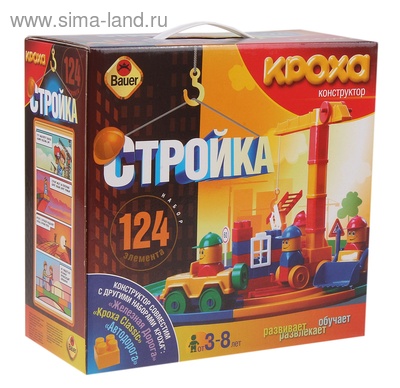 www.sima-land.ru
Bauer
КРОХА
конструктор
124
СТРОЙКА
СТРОЙКА
НАБОР
124
ЭЛЕМЕНТА
КОНСТРУКТОР СОВМЕСТИМ
С ДРУГИМИ НАБОРАМИ КРОХА:
"Железная Дорога",
"Кроха Classic",
"Автодорога"
Bauer
от 3-8 лет
развивает обучает
развлекает